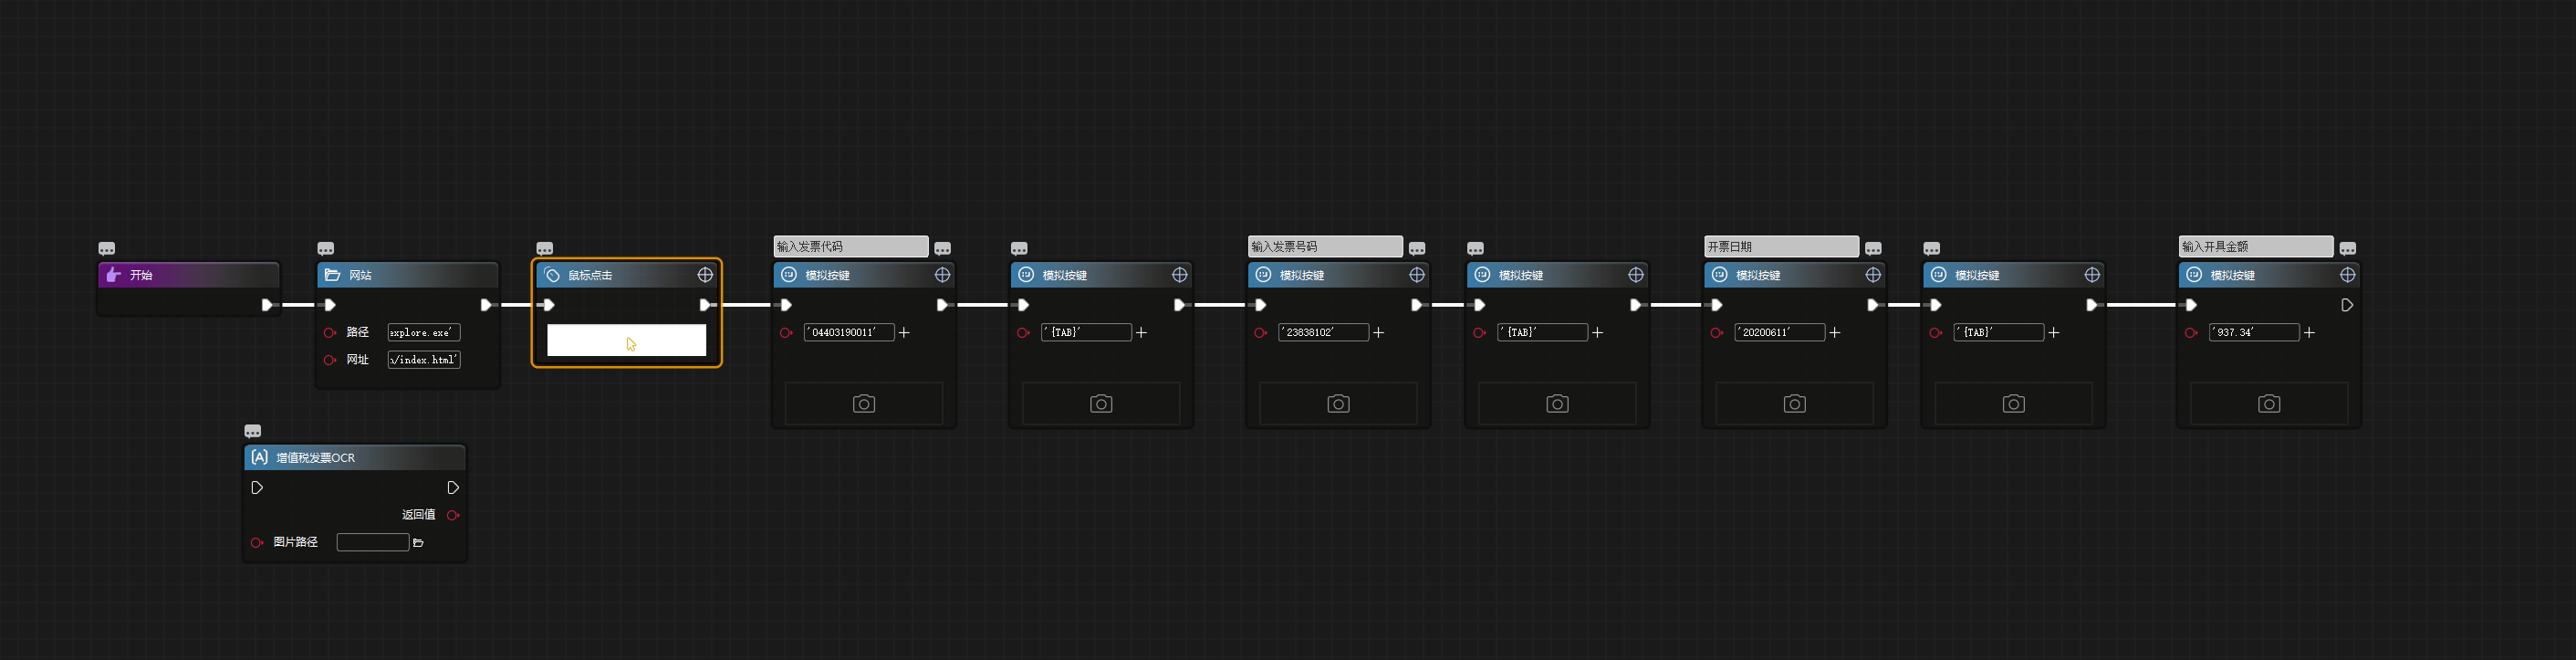 开始
网站
路径
explore.exe'
网址
/index.html'
鼠标点击
输入发票代码
模拟按键
'04403190011'
模拟按键
'{TAB}'
输入发票号码
模拟按键
'23838102'
模拟按键
'{TAB}'
开票日期
模拟按键
'20200611'
模拟按键
'{TAB}'
输入开具金额
模拟按键
'937.34'
[A] 增值税发票OCR
返回值
图片路径